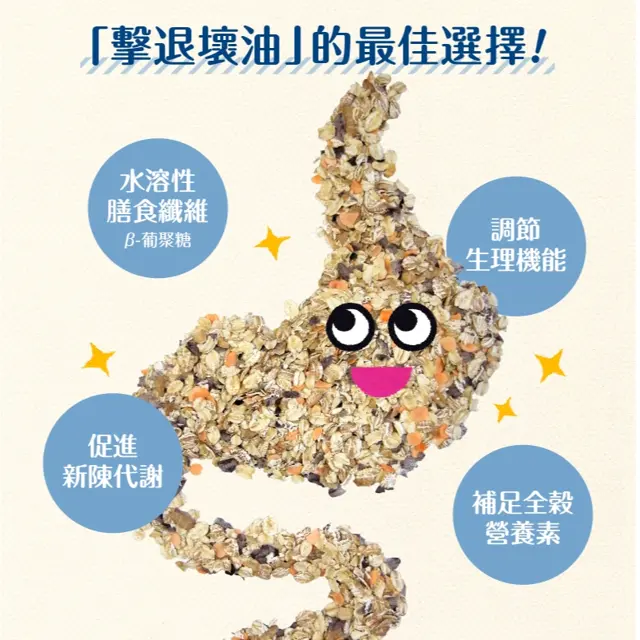 「擊退壞油」的最佳選擇!
水溶性
膳食纖維
β-葡聚糖
調節
生理機能
促進
新陳代謝
補足全穀
營養素